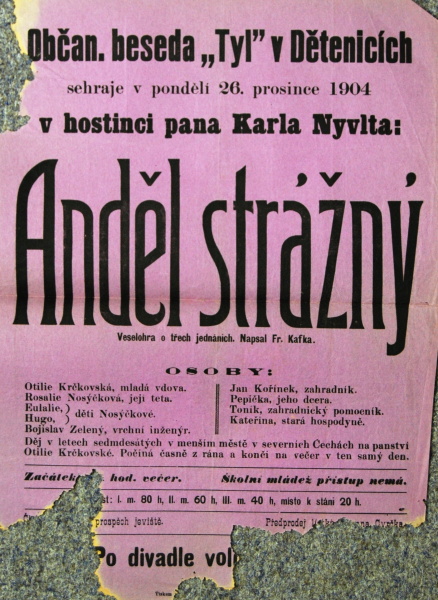 Občan. beseda „Tyl” v Dětenicích
sehraje v pondělí 26. prosince 1904
v hostinci pana Karla Nyvlta:
Anděl strážný
Veselohra o třech jednáních. Napsal Fr. Kafka.
OSOBY:
Otilie Krčkovská, mladá vdova.
Rosalie Nosýčková, její teta.
Eulalie, ) děti Nosýčkové.
Hugo, )
Bojislav Zelený, vrchní inženýr.
Jan Kořínek, zahradník.
Pepička, jeho dcera.
Toník, zahradnický pomocník.
Kateřina, stará hospodyně.
Děj v letech sedmdesátých v menším městě v severních Čechách na panství
Otilie Krčkovské. Počíná časně z rána a končí na večer v ten samý den.
Začátek hod. večer. Školní mládež přístup nemá.
I. m. 80 h, II. m. 60 h, III. m. 40 h, místo k stání 20 h.
prospěch jeviště. Předprodej
Po divadle